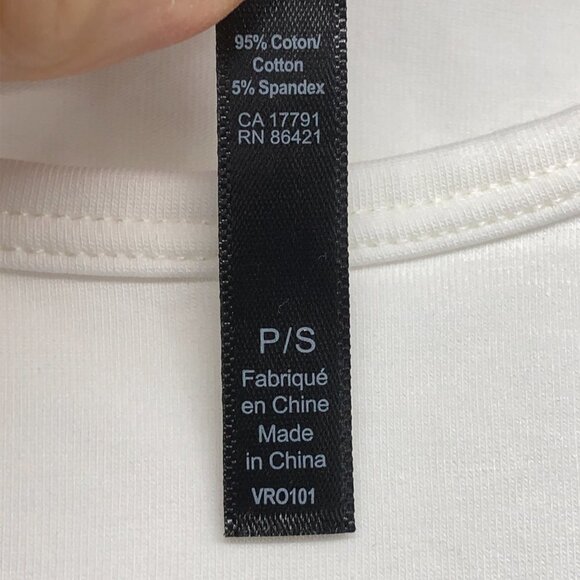 95% Coton/
Cotton
5% Spandex
CA 17791
RN 86421
P/S
Fabriqué
en Chine
Made
in China
VRO101